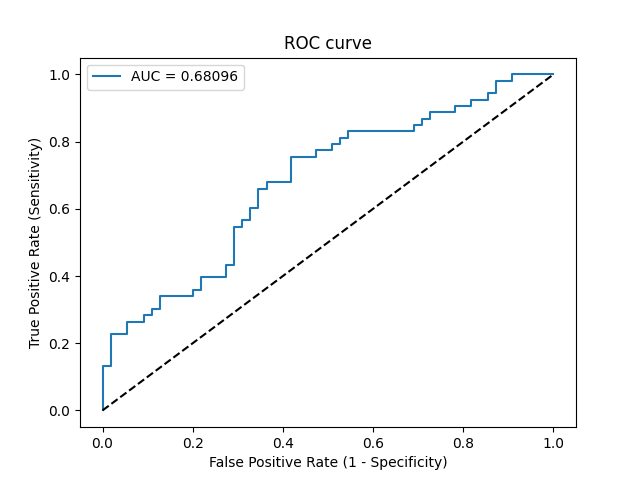 ROC curve
AUC = 0.68096
True Positive Rate (Sensitivity)
1.0
0.8
0.6
0.4
0.2
0.0
0.0 0.2 0.4 0.6 0.8 1.0
False Positive Rate (1 - Specificity)